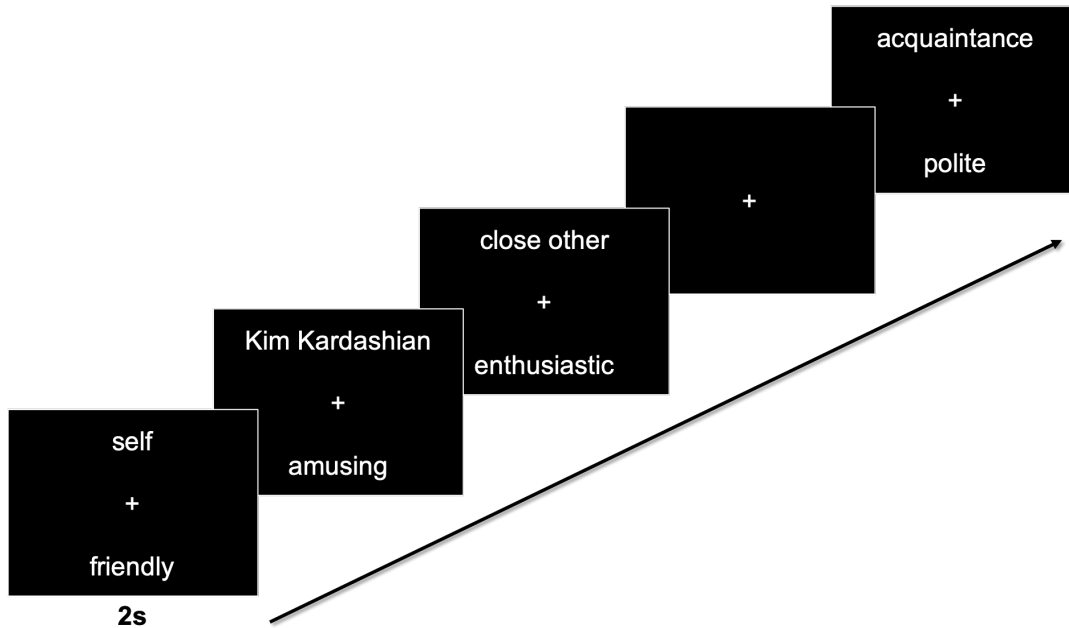 self
+
friendly
2s
Kim Kardashian
+
amusing
close other
+
enthusiastic
+
acquaintance
+
polite